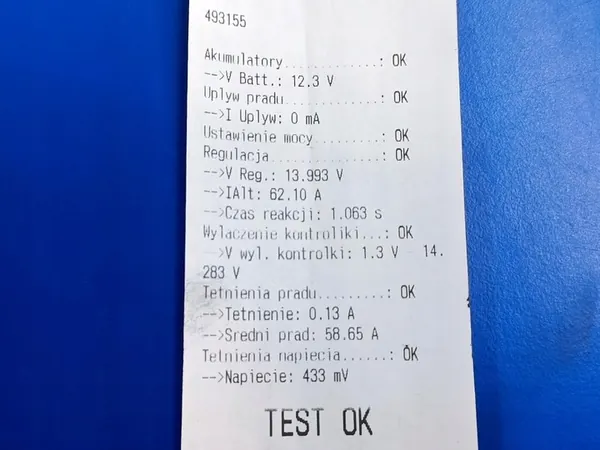 493155
Akumulatory.............: OK
-->V Batt.: 12.3 V
Uplyw pradu.............: OK
-->I Uplyw: 0 mA
Ustawienie mocy.........: OK
Regulacja...............: OK
-->V Reg.: 13.993 V
-->IAlt: 62.10 A
-->Czas reakcji: 1.063 s
Wylaczenie kontrolki...: OK
-->V wyl. kontrolki: 1.3 V - 14.
283 V
Tetnienia pradu.........: OK
-->Tetnienie: 0.13 A
-->Sredni prad: 58.65 A
Tetnienia napiecia......: OK
-->Napiecie: 433 mV
TEST OK